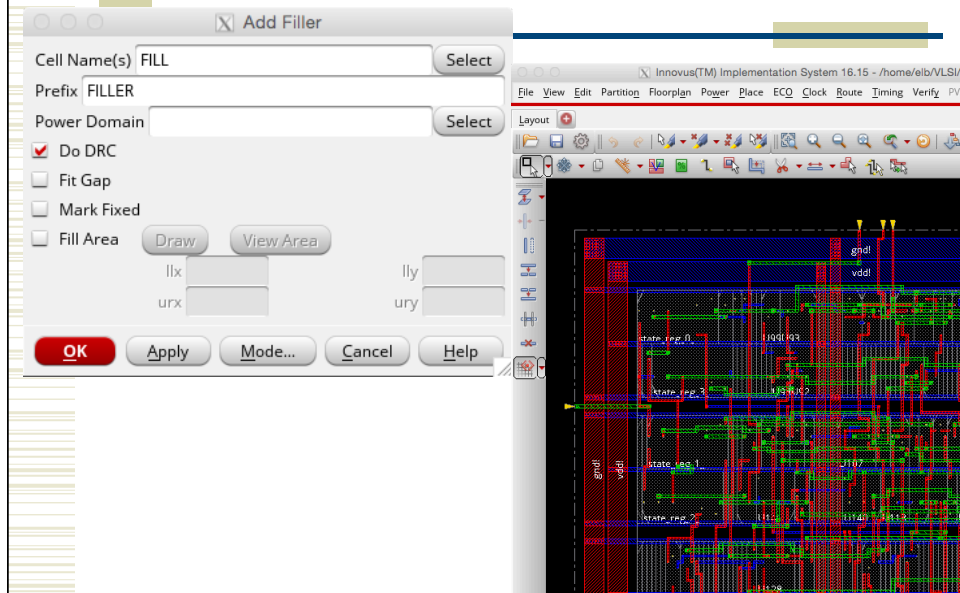 Add Filler
Cell Name(s) FILL Select
Prefix FILLER
Power Domain Select
Do DRC
Fit Gap
Mark Fixed
Fill Area Draw View Area
llx lly
urx ury
OK Apply Mode... Cancel Help
Innovus(TM) Implementation System 16.15 - /home/elb/VLSI/
File View Edit Partition Floorplan Power Place ECO Clock Route Timing Verify PV
Layout
gnd!
vdd!
state_reg_0_
state_reg_3_
gnd!
vdd!
state_reg_1_ U107
state_reg_2_ U140
U128